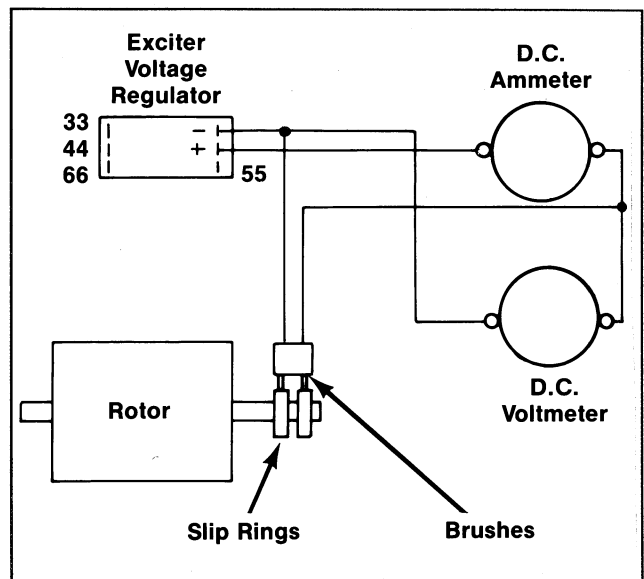 Exciter
Voltage
Regulator
33
44
66
−
+
55
D.C.
Ammeter
D.C.
Voltmeter
Rotor
Slip Rings
Brushes